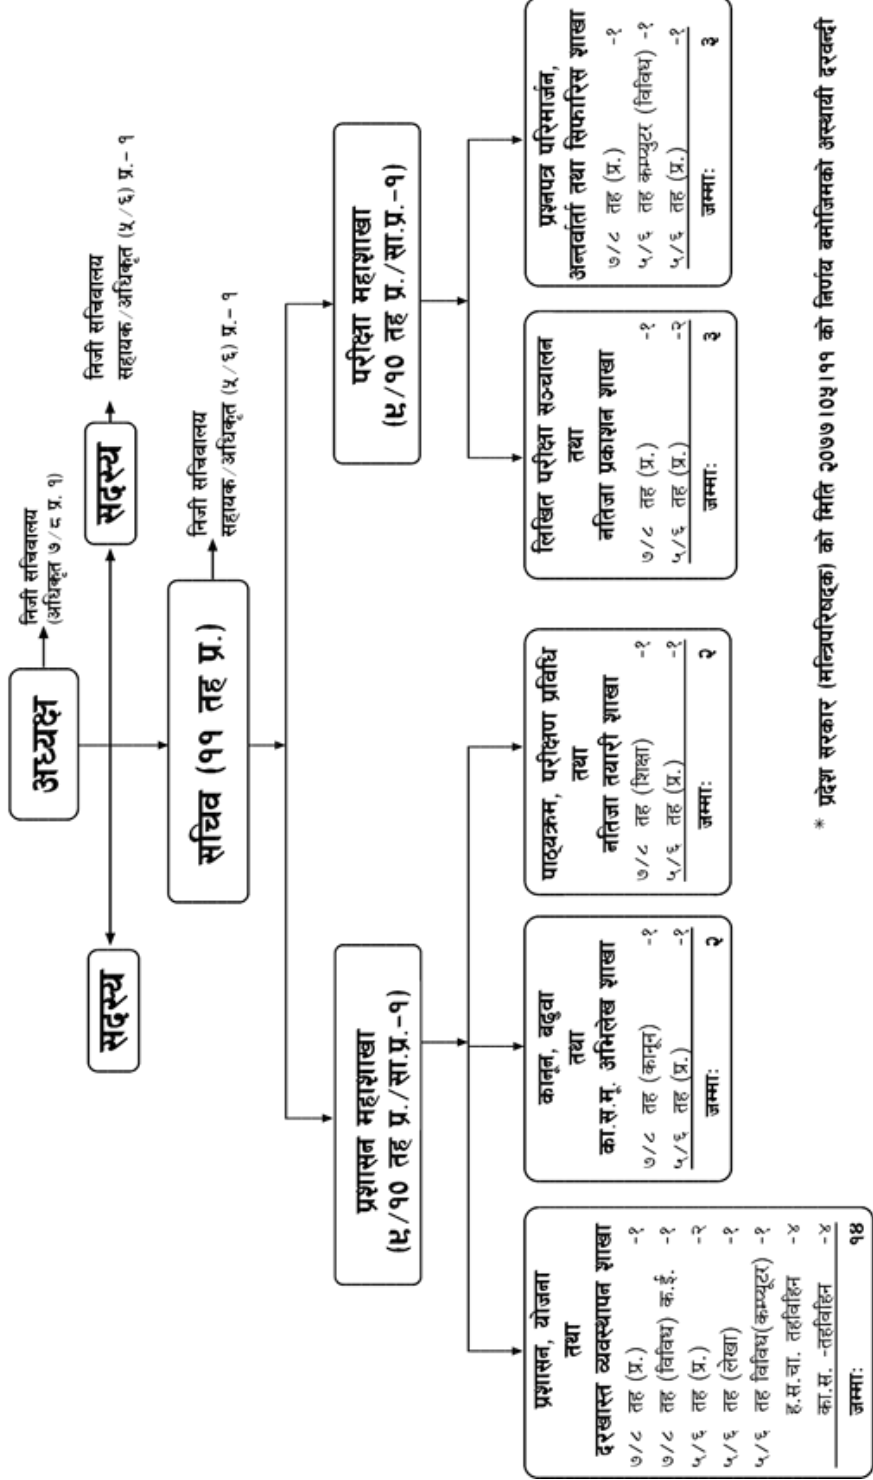 अध्यक्ष
निजी सचिवालय
(अधिकृत ७/८ प्र. १)
सदस्य
सदस्य
निजी सचिवालय
सहायक/अधिकृत (५/६) प्र.- १
सचिव (११ तह प्र.)
निजी सचिवालय
सहायक/अधिकृत (५/६) प्र.- १
प्रशासन महाशाखा
(९/१० तह प्र./सा.प्र.-१)
परीक्षा महाशाखा
(९/१० तह प्र./सा.प्र.-१)
प्रशासन, योजना
तथा
दरखास्त व्यवस्थापन शाखा
७/८ तह (प्र.) -१
७/८ तह (विविध) क.ई. -१
५/६ तह (प्र.) -२
५/६ तह (लेखा) -१
५/६ तह विविध(कम्प्यूटर) -१
ह.स.चा. तहविहिन -४
का.स. -तहविहिन -४
जम्माः १४
कानून, बढुवा
तथा
का.स.मू. अभिलेख शाखा
७/८ तह (कानून) -१
५/६ तह (प्र.) -१
जम्माः २
पाठ्यक्रम, परीक्षण प्रविधि
तथा
नतिजा तयारी शाखा
७/८ तह (शिक्षा) -१
५/६ तह (प्र.) -१
जम्माः २
लिखित परीक्षा सञ्चालन
तथा
नतिजा प्रकाशन शाखा
७/८ तह (प्र.) -१
५/६ तह (प्र.) -२
जम्माः ३
प्रश्नपत्र परिमार्जन,
अन्तर्वार्ता तथा सिफारिस शाखा
७/८ तह (प्र.) -१
५/६ तह कम्प्युटर (विविध) -१
५/६ तह (प्र.) -१
जम्माः ३
* प्रदेश सरकार (मन्त्रिपरिषद्क) को मिति २०७७।०५।११ को निर्णय बमोजिमको अस्थायी दरवन्दी